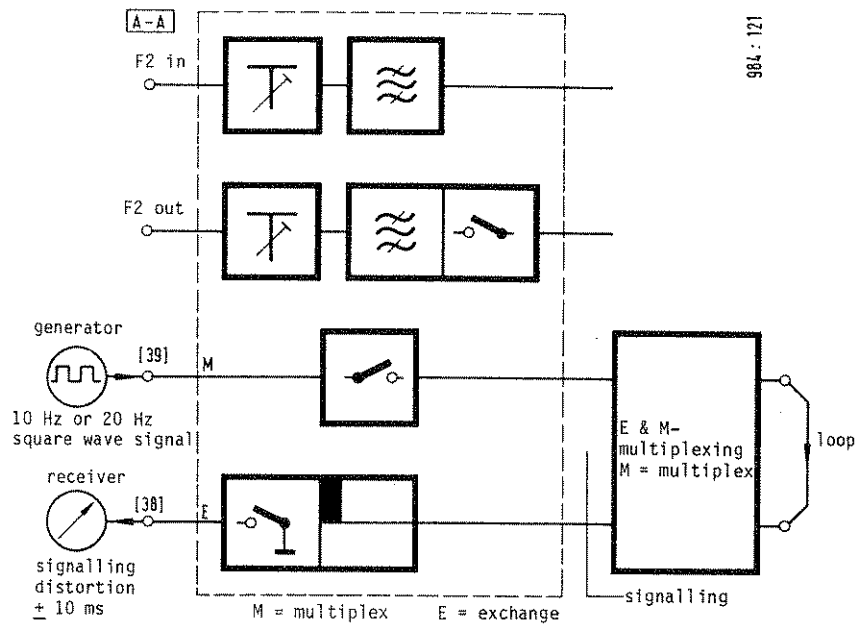 A-A
984: 121
F2 in
F2 out
generator
[39]
M
10 Hz or 20 Hz
square wave signal
E & M-
multiplexing
M = multiplex
loop
receiver
[38]
E
signalling
distortion
± 10 ms
signalling
M = multiplex E = exchange